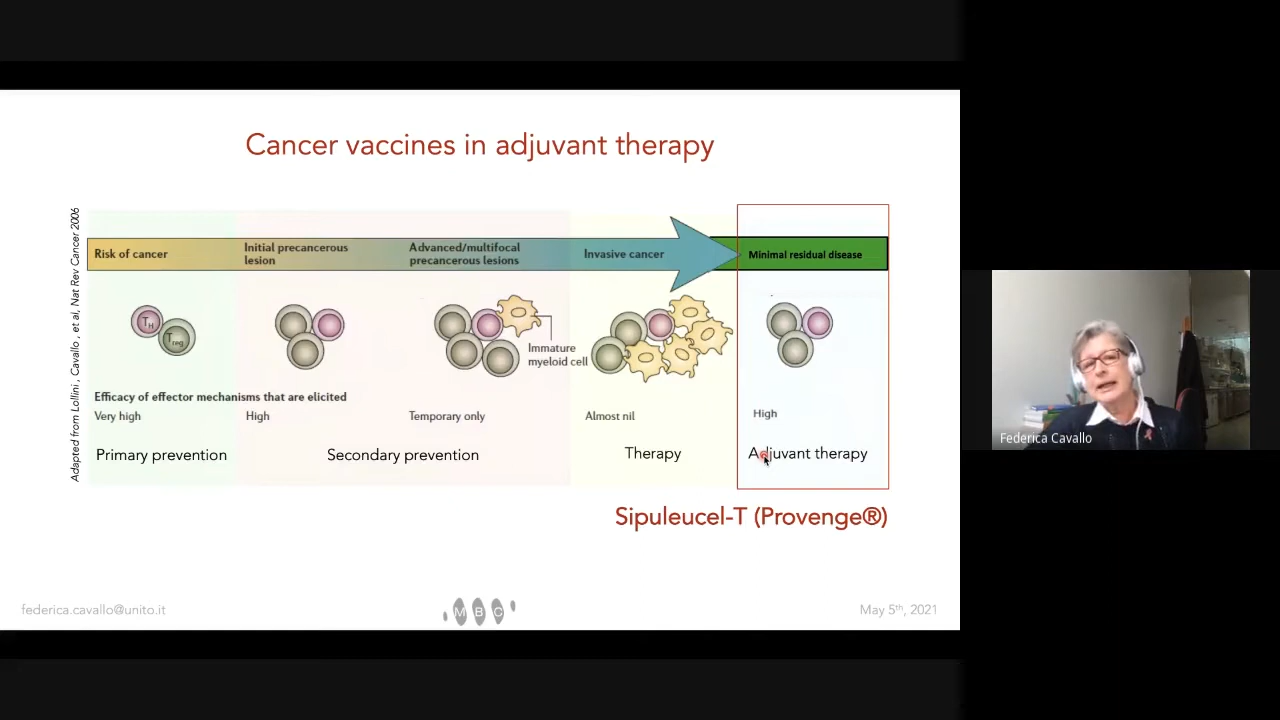 Cancer vaccines in adjuvant therapy
Adapted from Lollini, Cavallo, et al, Nat Rev Cancer 2006
Risk of cancer
Initial precancerous
lesion
Advanced/multifocal
precancerous lesions
Invasive cancer
Minimal residual disease
TH
Treg
Immature
myeloid cell
Efficacy of effector mechanisms that are elicited
Very high
High
Temporary only
Almost nil
High
Primary prevention
Secondary prevention
Therapy
Adjuvant therapy
Sipuleucel-T (Provenge®)
federica.cavallo@unito.it
MBC
May 5th, 2021
Federica Cavallo